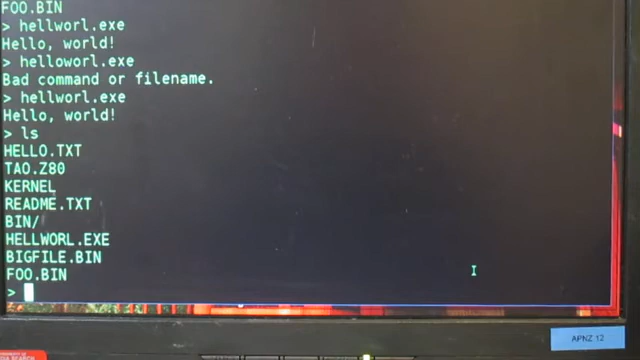 FOO.BIN
> hellworl.exe
Hello, world!
> helloworl.exe
Bad command or filename.
> hellworl.exe
Hello, world!
> ls
HELLO.TXT
TAO.Z80
KERNEL
README.TXT
BIN/
HELLWORL.EXE
BIGFILE.BIN
FOO.BIN
>
APNZ 12